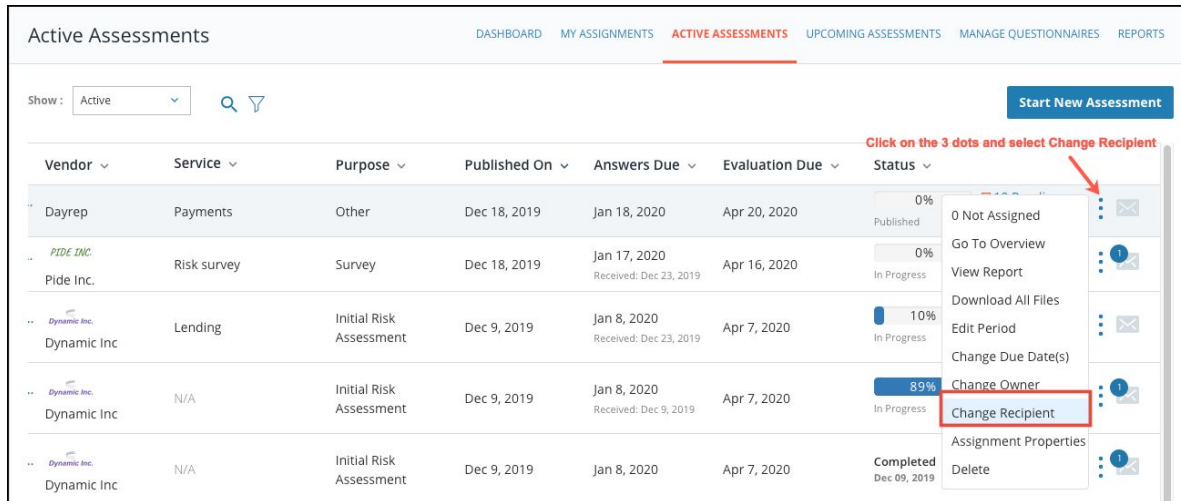 Active Assessments
DASHBOARD MY ASSIGNMENTS ACTIVE ASSESSMENTS UPCOMING ASSESSMENTS MANAGE QUESTIONNAIRES REPORTS
Show : Active
Start New Assessment
Click on the 3 dots and select Change Recipient
Vendor Service Purpose Published On Answers Due Evaluation Due Status
Dayrep Payments Other Dec 18, 2019 Jan 18, 2020 Apr 20, 2020 0%
Published
PIDE INC.
Pide Inc. Risk survey Survey Dec 18, 2019 Jan 17, 2020 Apr 16, 2020 0% 1
Received: Dec 23, 2019 In Progress
Dynamic Inc.
Dynamic Inc Lending Initial Risk Dec 9, 2019 Jan 8, 2020 Apr 7, 2020 10%
Assessment Received: Dec 23, 2019 In Progress
Dynamic Inc.
Dynamic Inc N/A Initial Risk Dec 9, 2019 Jan 8, 2020 Apr 7, 2020 89% 1
Assessment Received: Dec 9, 2019 In Progress
Dynamic Inc.
Dynamic Inc N/A Initial Risk Dec 9, 2019 Jan 8, 2020 Apr 7, 2020 Completed 1
Assessment Dec 09, 2019
0 Not Assigned
Go To Overview
View Report
Download All Files
Edit Period
Change Due Date(s)
Change Owner
Change Recipient
Assignment Properties
Delete